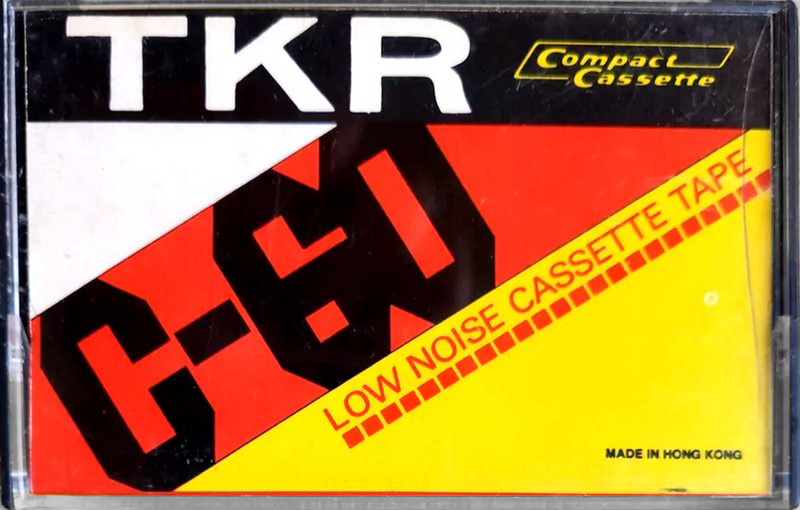 TKR
Compact
Cassette
C-60
LOW NOISE CASSETTE TAPE
MADE IN HONG KONG